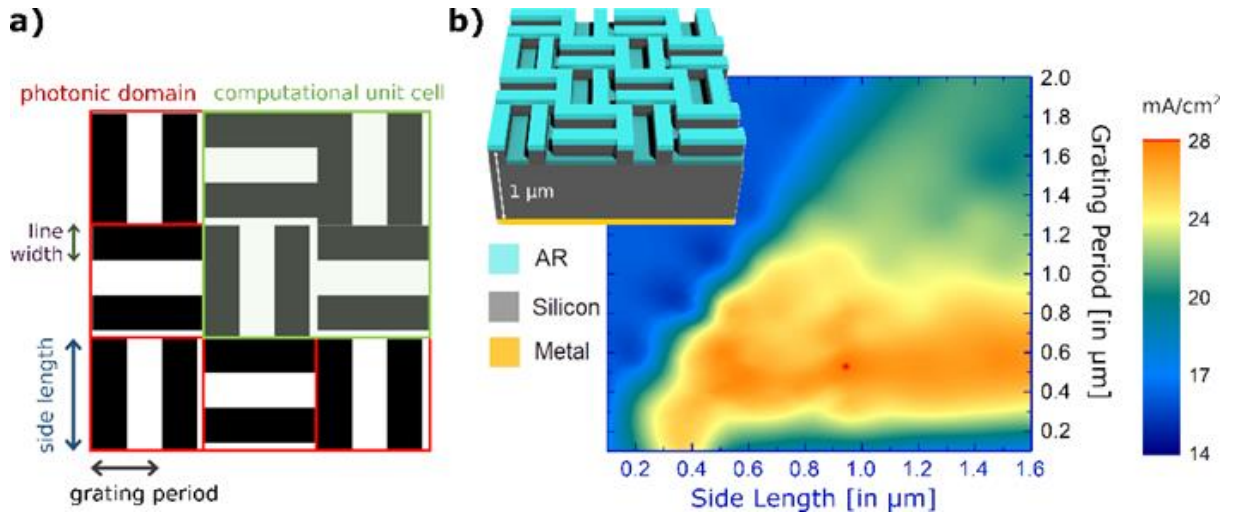 a)
photonic domain
computational unit cell
line
width
side length
grating period
b)
1 μm
AR
Silicon
Metal
0.2 0.4 0.6 0.8 1.0 1.2 1.4 1.6
Side Length [in μm]
2.0
1.8
1.6
1.4
1.2
1.0
0.8
0.6
0.4
0.2
Grating Period [in μm]
mA/cm²
28
24
20
17
14